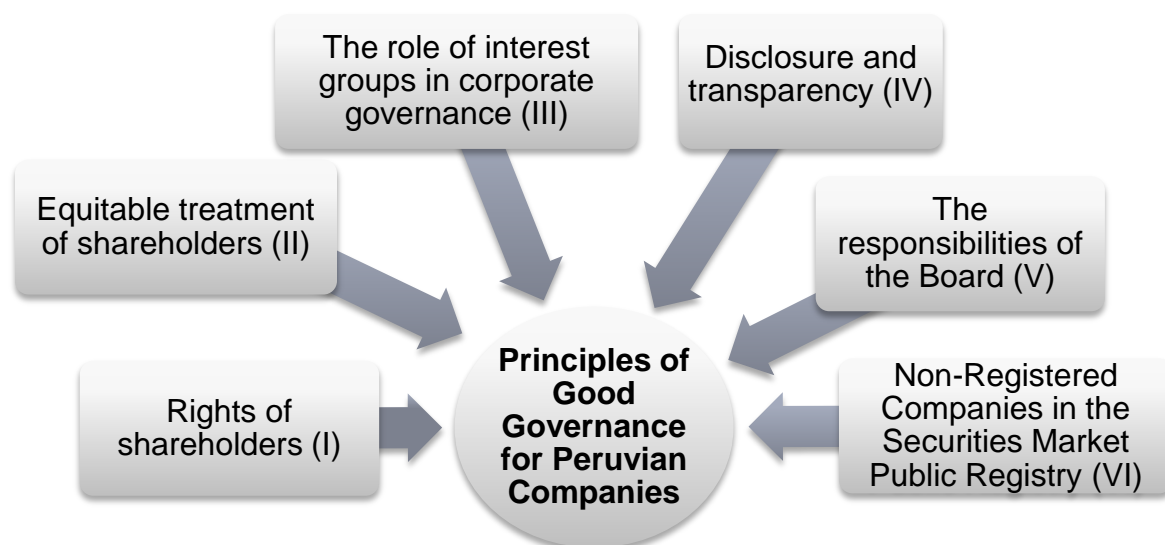 The role of interest
groups in corporate
governance (III)
Disclosure and
transparency (IV)
Equitable treatment
of shareholders (II)
The
responsibilities of
the Board (V)
Rights of
shareholders (I)
Principles of
Good
Governance
for Peruvian
Companies
Non-Registered
Companies in the
Securities Market
Public Registry (VI)